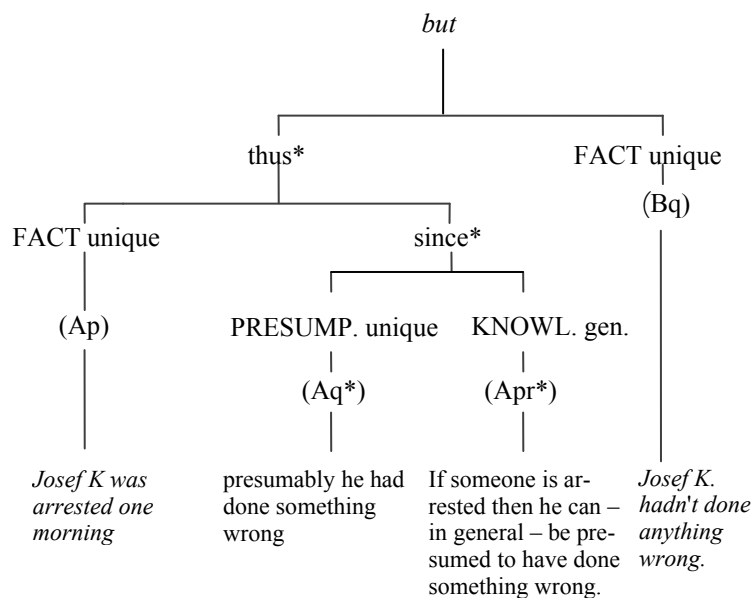 but
thus*
FACT unique
(Bq)
FACT unique
since*
(Ap)
PRESUMP. unique
KNOWL. gen.
(Aq*)
(Apr*)
Josef K was
arrested one
morning
presumably he had
done something
wrong
If someone is ar-
rested then he can –
in general – be pre-
sumed to have done
something wrong.
Josef K.
hadn't done
anything
wrong.